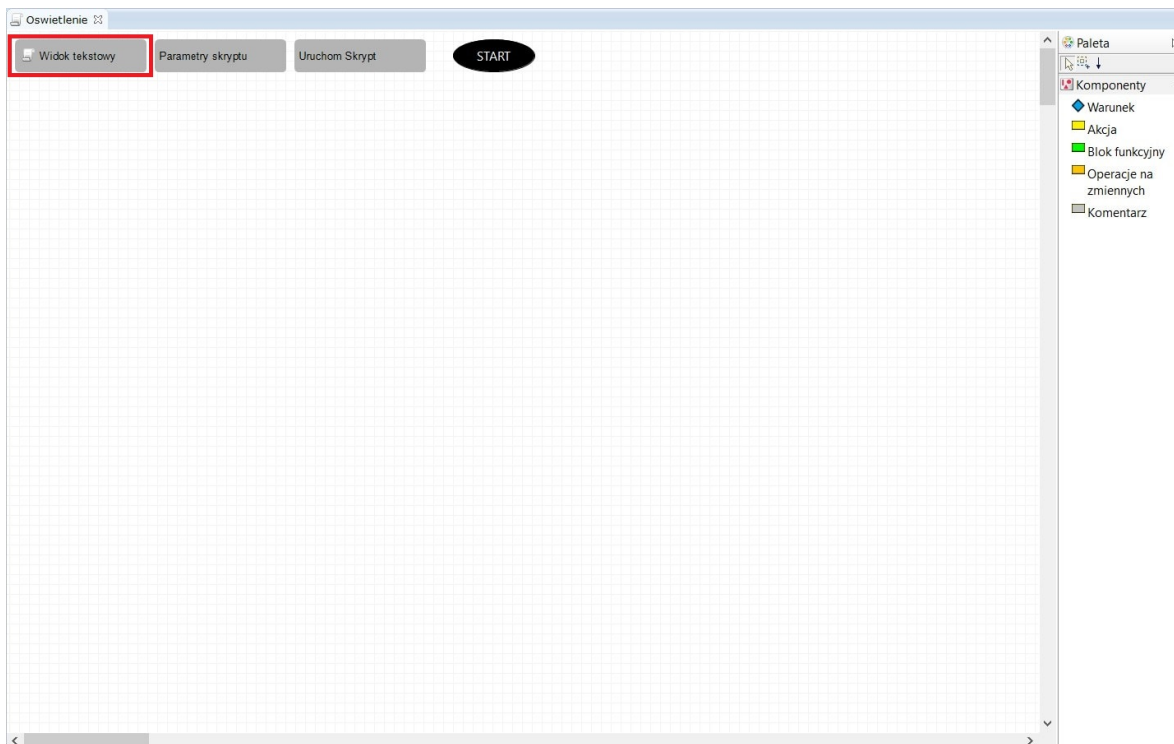 Oswietlenie
Widok tekstowy
Parametry skryptu
Uruchom Skrypt
START
Paleta
Komponenty
Warunek
Akcja
Blok funkcyjny
Operacje na
zmiennych
Komentarz